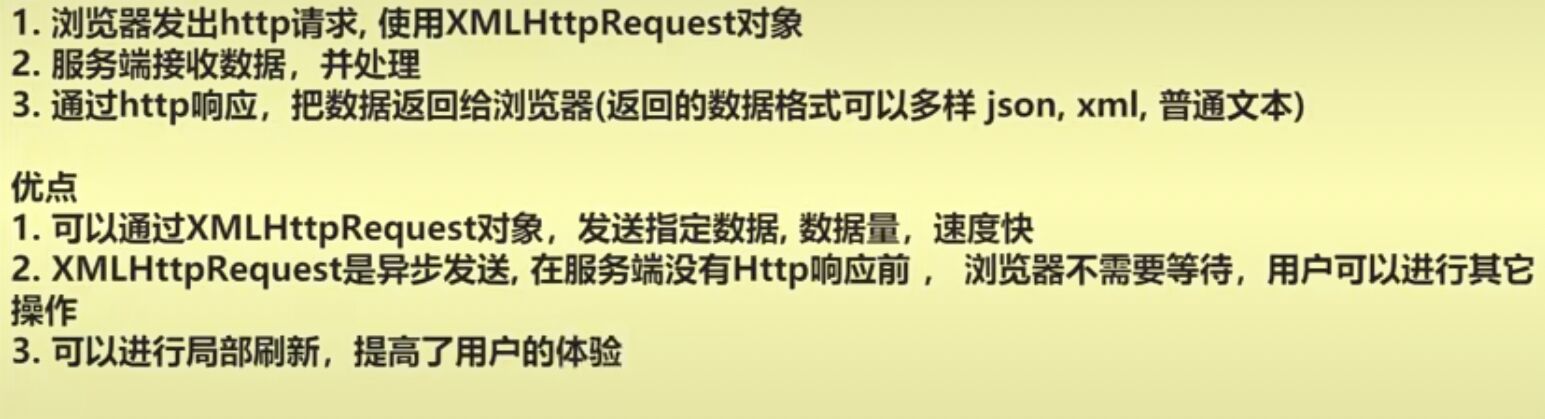 1. 浏览器发出http请求, 使用XMLHttpRequest对象
2. 服务端接收数据，并处理
3. 通过http响应，把数据返回给浏览器(返回的数据格式可以多样 json, xml, 普通文本)
优点
1. 可以通过XMLHttpRequest对象，发送指定数据, 数据量，速度快
2. XMLHttpRequest是异步发送, 在服务端没有Http响应前 ， 浏览器不需要等待，用户可以进行其它
操作
3. 可以进行局部刷新，提高了用户的体验